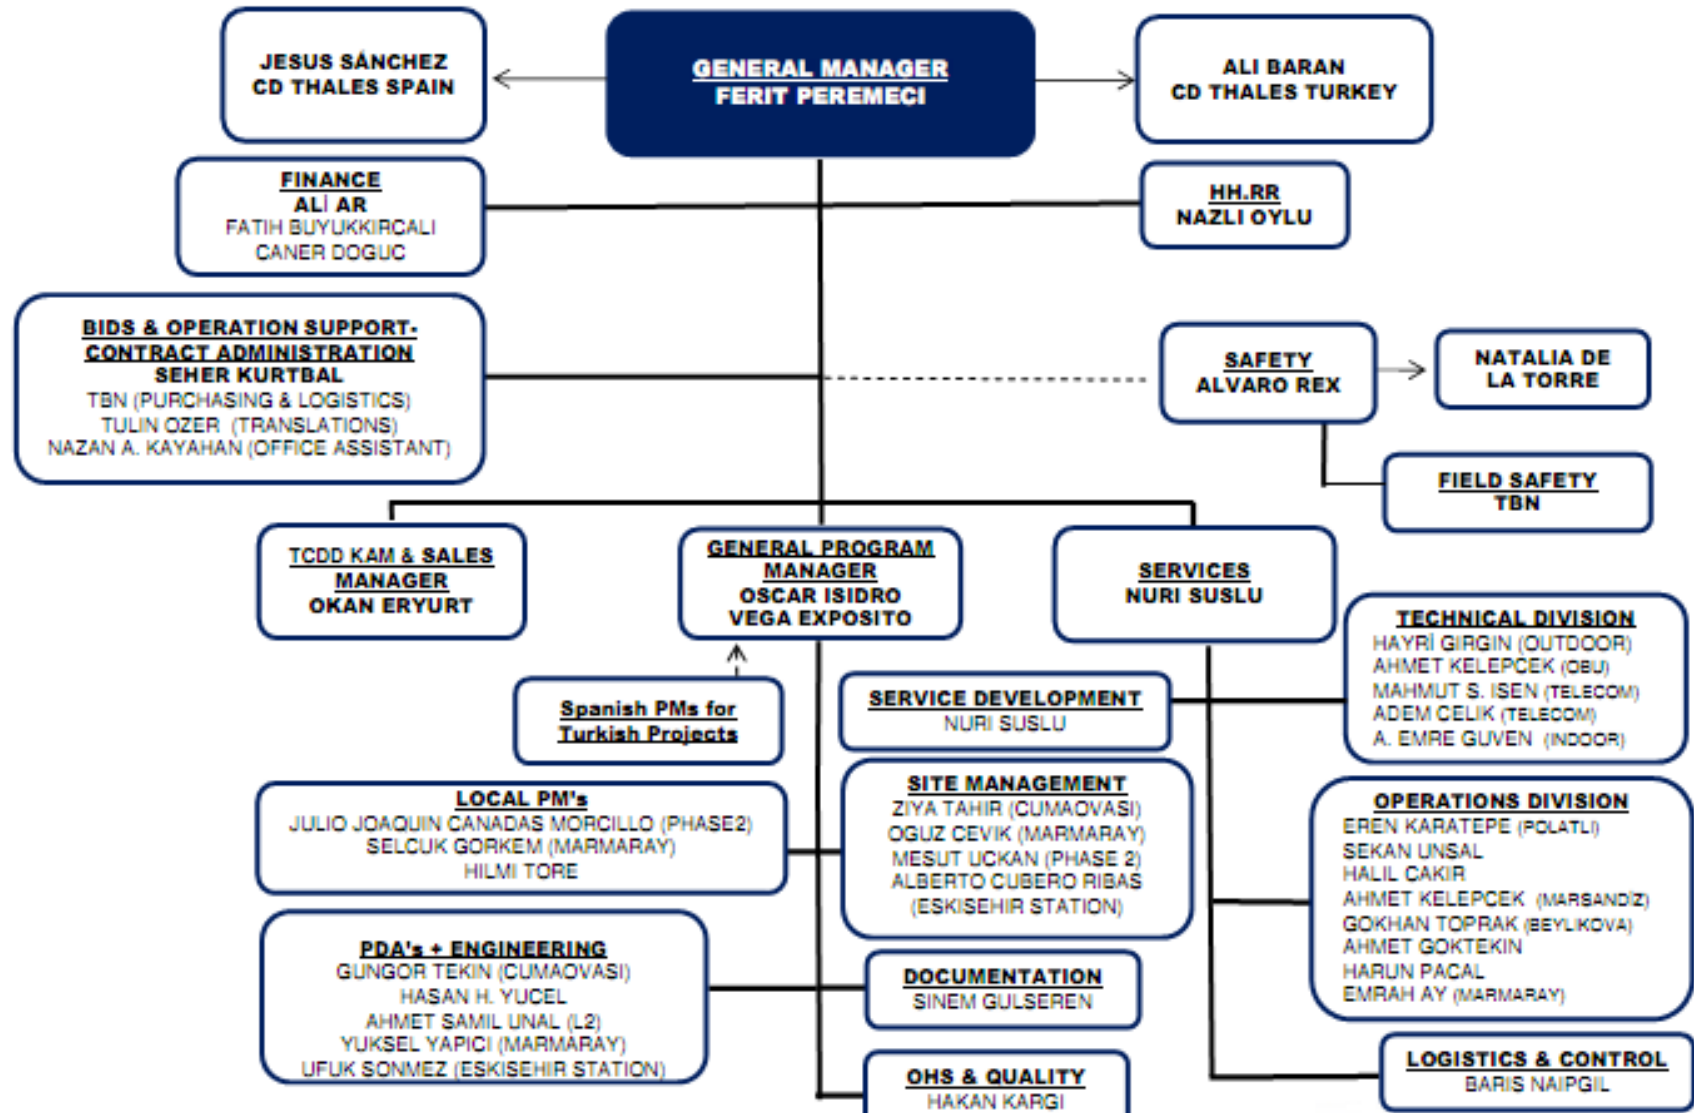 JESUS SÁNCHEZ
CD THALES SPAIN
GENERAL MANAGER
FERIT PEREMECI
ALI BARAN
CD THALES TURKEY
FINANCE
ALİ AR
FATIH BUYUKKIRCALI
CANER DOGUC
HH.RR
NAZLI OYLU
BIDS & OPERATION SUPPORT-
CONTRACT ADMINISTRATION
SEHER KURTBAL
TBN (PURCHASING & LOGISTICS)
TULIN OZER (TRANSLATIONS)
NAZAN A. KAYAHAN (OFFICE ASSISTANT)
SAFETY
ALVARO REX
NATALIA DE
LA TORRE
FIELD SAFETY
TBN
TCDD KAM & SALES
MANAGER
OKAN ERYURT
GENERAL PROGRAM
MANAGER
OSCAR ISIDRO
VEGA EXPOSITO
SERVICES
NURI SUSLU
Spanish PMs for
Turkish Projects
SERVICE DEVELOPMENT
NURI SUSLU
TECHNICAL DIVISION
HAYRİ GIRGIN (OUTDOOR)
AHMET KELEPCEK (OBU)
MAHMUT S. ISEN (TELECOM)
ADEM CELIK (TELECOM)
A. EMRE GUVEN (INDOOR)
LOCAL PM's
JULIO JOAQUIN CANADAS MORCILLO (PHASE2)
SELCUK GORKEM (MARMARAY)
HILMI TORE
SITE MANAGEMENT
ZIYA TAHIR (CUMAOVASI)
OGUZ CEVIK (MARMARAY)
MESUT UCKAN (PHASE 2)
ALBERTO CUBERO RIBAS
(ESKISEHIR STATION)
OPERATIONS DIVISION
EREN KARATEPE (POLATLI)
SEKAN UNSAL
HALIL CAKIR
AHMET KELEPCEK (MARSANDİZ)
GOKHAN TOPRAK (BEYLIKOVA)
AHMET GOKTEKIN
HARUN PACAL
EMRAH AY (MARMARAY)
PDA's + ENGINEERING
GUNGOR TEKIN (CUMAOVASI)
HASAN H. YUCEL
AHMET SAMIL UNAL (L2)
YUKSEL YAPICI (MARMARAY)
UFUK SONMEZ (ESKISEHIR STATION)
DOCUMENTATION
SINEM GULSEREN
OHS & QUALITY
HAKAN KARGI
LOGISTICS & CONTROL
BARIS NAIPGIL